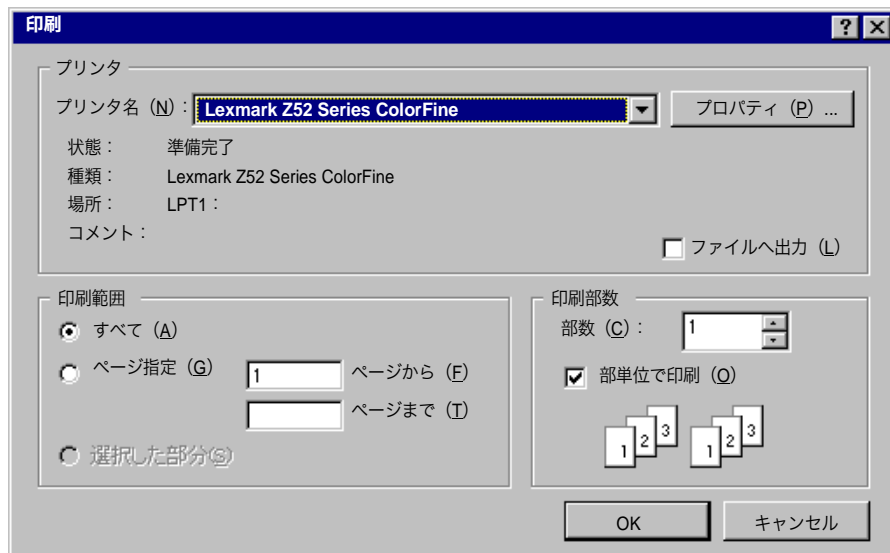 印刷
プリンタ
プリンタ名（N）： Lexmark Z52 Series ColorFine プロパティ（P）...
状態： 準備完了
種類： Lexmark Z52 Series ColorFine
場所： LPT1：
コメント：
ファイルへ出力（L）
印刷範囲
すべて（A）
ページ指定（G） 1 ページから（F）
ページまで（T）
選択した部分(S)
印刷部数
部数（C）： 1
部単位で印刷（O）
1 2 3 1 2 3
OK キャンセル